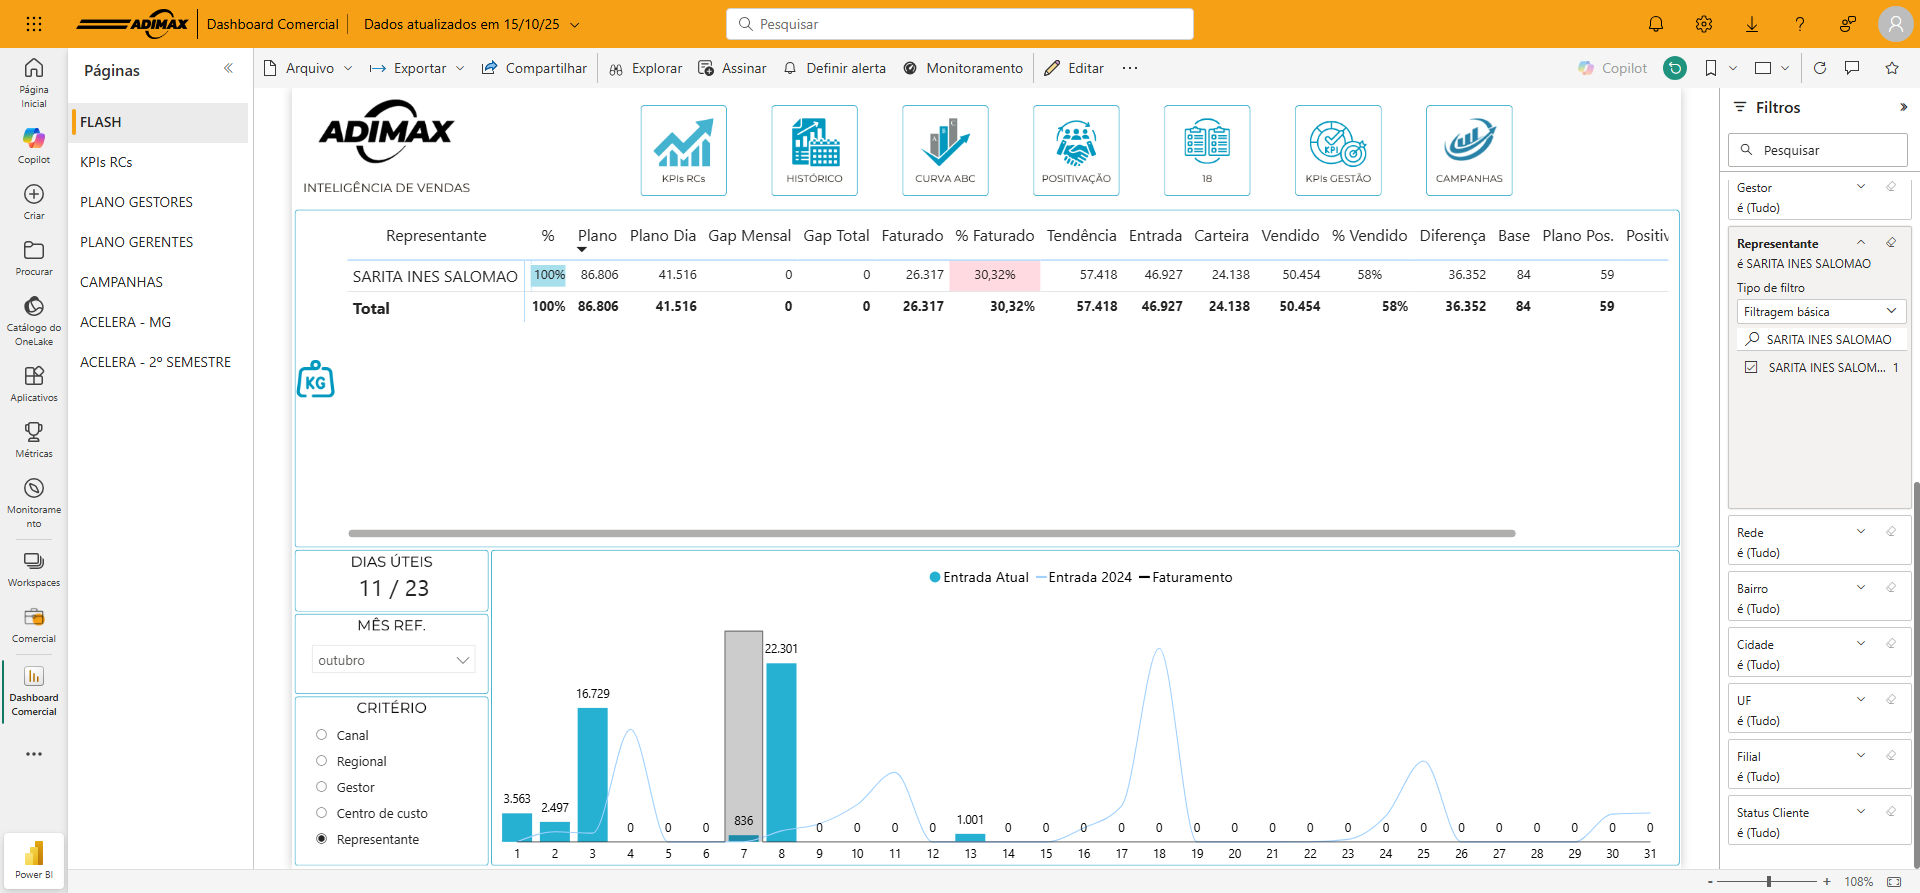 ADIMAX Dashboard Comercial Dados atualizados em 15/10/25
Pesquisar
Página Inicial
Copilot
Criar
Procurar
Catálogo do OneLake
Aplicativos
Métricas
Monitoramento
Workspaces
Comercial
Dashboard Comercial
Power BI
Páginas
FLASH
KPIs RCs
PLANO GESTORES
PLANO GERENTES
CAMPANHAS
ACELERA - MG
ACELERA - 2º SEMESTRE
Arquivo Exportar Compartilhar Explorar Assinar Definir alerta Monitoramento Editar ... Copilot
ADIMAX
INTELIGÊNCIA DE VENDAS
KPIs RCs
HISTÓRICO
A B C
CURVA ABC
POSITIVAÇÃO
18
KPI
KPIs GESTÃO
CAMPANHAS
Representante % Plano Plano Dia Gap Mensal Gap Total Faturado % Faturado Tendência Entrada Carteira Vendido % Vendido Diferença Base Plano Pos. Positiv
SARITA INES SALOMAO 100% 86.806 41.516 0 0 26.317 30,32% 57.418 46.927 24.138 50.454 58% 36.352 84 59
Total 100% 86.806 41.516 0 0 26.317 30,32% 57.418 46.927 24.138 50.454 58% 36.352 84 59
KG
DIAS ÚTEIS
11 / 23
MÊS REF.
outubro
CRITÉRIO
Canal
Regional
Gestor
Centro de custo
Representante
Entrada Atual Entrada 2024 Faturamento
3.563 2.497 16.729 0 0 0 836 22.301 0 0 0 0 1.001 0 0 0 0 0 0 0 0 0 0 0 0 0 0 0 0 0 0
1 2 3 4 5 6 7 8 9 10 11 12 13 14 15 16 17 18 19 20 21 22 23 24 25 26 27 28 29 30 31
Filtros
Pesquisar
Gestor
é (Tudo)
Representante
é SARITA INES SALOMAO
Tipo de filtro
Filtragem básica
SARITA INES SALOMAO
SARITA INES SALOM... 1
Rede
é (Tudo)
Bairro
é (Tudo)
Cidade
é (Tudo)
UF
é (Tudo)
Filial
é (Tudo)
Status Cliente
é (Tudo)
- + 108%